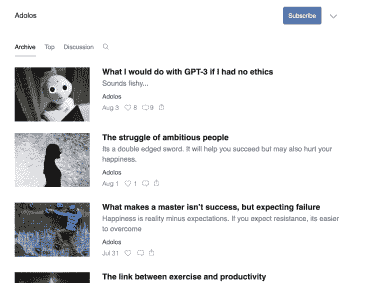 Adolos
Subscribe
Archive Top Discussion
What I would do with GPT-3 if I had no ethics
Sounds fishy...
Adolos
Aug 3 8 9
The struggle of ambitious people
Its a double edged sword. It will help you succeed but may also hurt your
happiness.
Adolos
Aug 1 1
What makes a master isn't success, but expecting failure
Happiness is reality minus expectations. If you expect resistance, its easier
to overcome
Adolos
Jul 31
The link between exercise and productivity